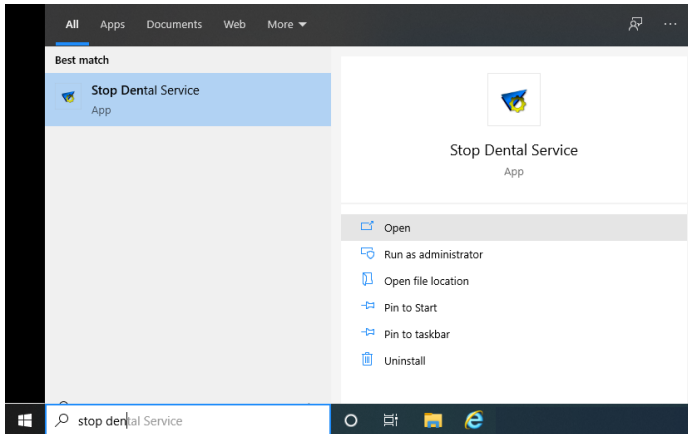 All Apps Documents Web More
Best match
Stop Dental Service
App
Stop Dental Service
App
Open
Run as administrator
Open file location
Pin to Start
Pin to taskbar
Uninstall
stop dental Service